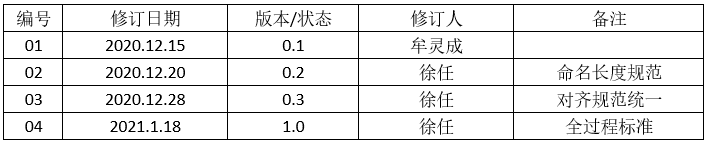 编号 修订日期 版本/状态 修订人 备注
01 2020.12.15 0.1 牟灵成
02 2020.12.20 0.2 徐任 命名长度规范
03 2020.12.28 0.3 徐任 对齐规范统一
04 2021.1.18 1.0 徐任 全过程标准